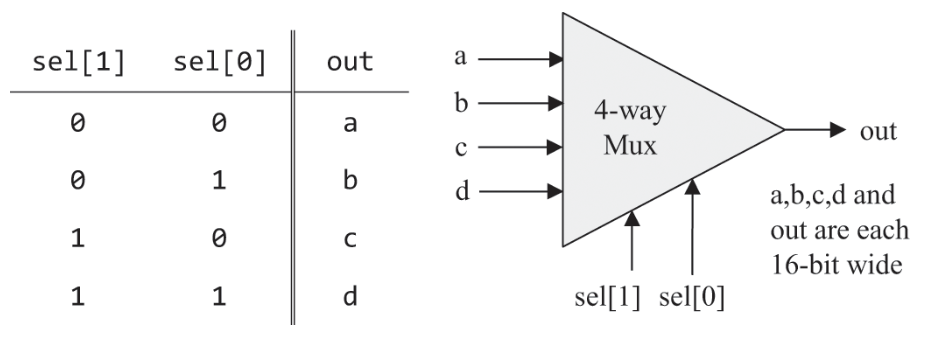 sel[1] sel[0] out
0 0 a
0 1 b
1 0 c
1 1 d
a
b
c
d
4-way
Mux
out
a,b,c,d and
out are each
16-bit wide
sel[1] sel[0]